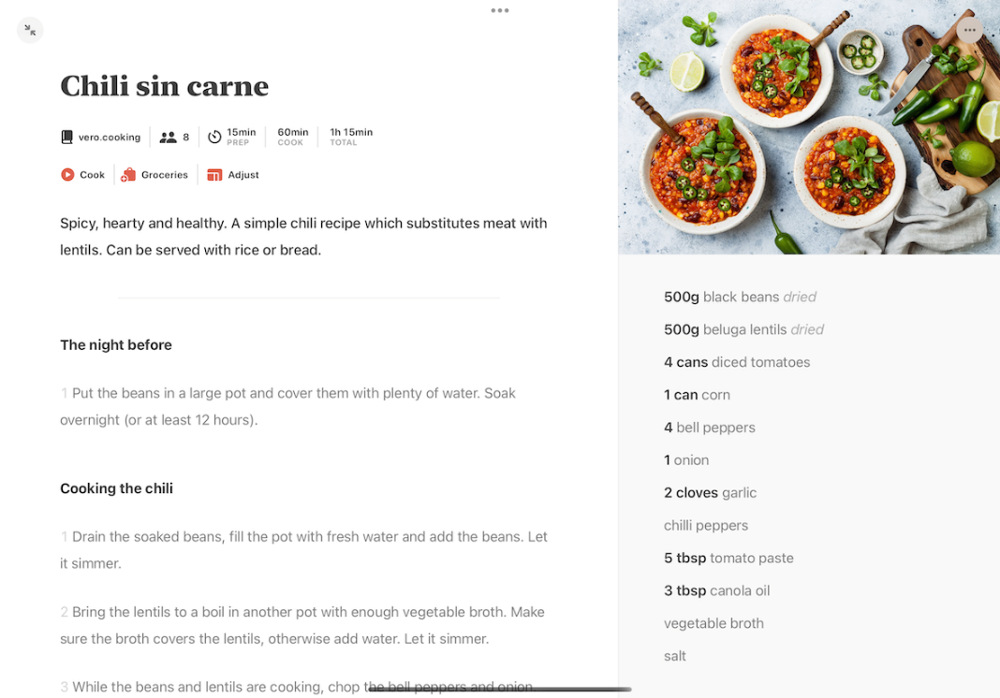 Chili sin carne
vero.cooking 8 15min PREP 60min COOK 1h 15min TOTAL
Cook Groceries Adjust
Spicy, hearty and healthy. A simple chili recipe which substitutes meat with
lentils. Can be served with rice or bread.
The night before
1 Put the beans in a large pot and cover them with plenty of water. Soak
overnight (or at least 12 hours).
Cooking the chili
1 Drain the soaked beans, fill the pot with fresh water and add the beans. Let
it simmer.
2 Bring the lentils to a boil in another pot with enough vegetable broth. Make
sure the broth covers the lentils, otherwise add water. Let it simmer.
3 While the beans and lentils are cooking, chop the bell peppers and onion.
500g black beans dried
500g beluga lentils dried
4 cans diced tomatoes
1 can corn
4 bell peppers
1 onion
2 cloves garlic
chilli peppers
5 tbsp tomato paste
3 tbsp canola oil
vegetable broth
salt